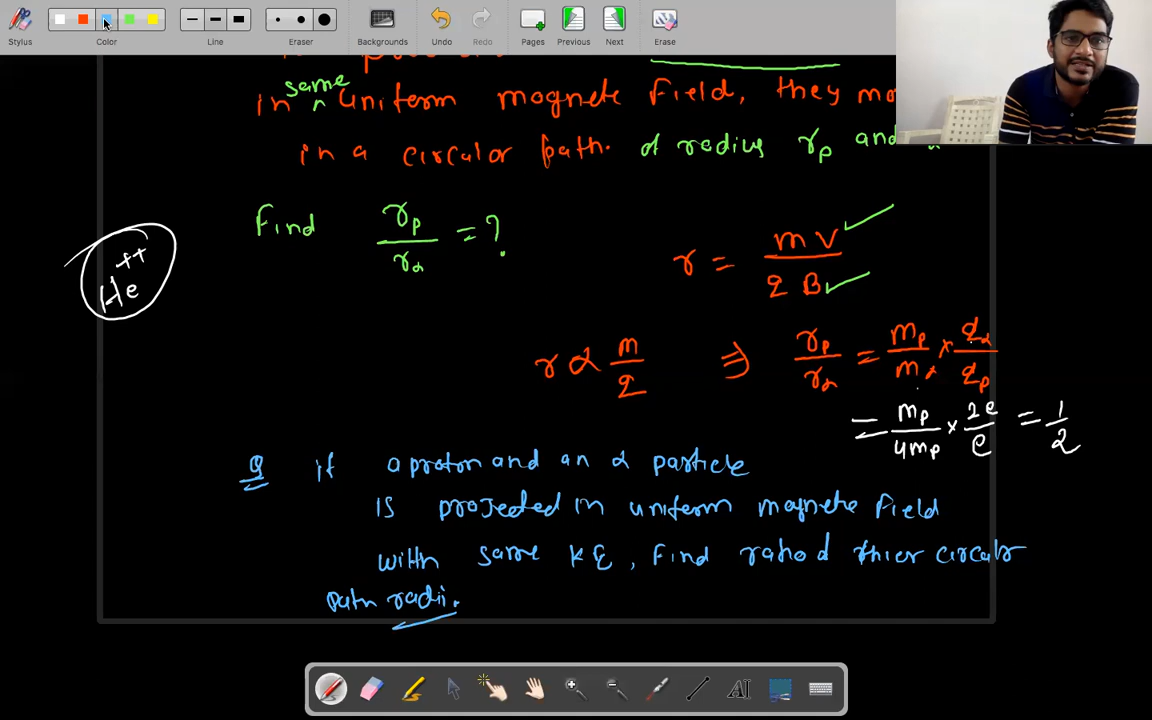 Stylus Color Line Eraser Backgrounds Undo Redo Pages Previous Next Erase
same
in uniform magnete field, they mo
in a circular path. of radius rp and
Find rp/rα = ?
He++
r = mv/qB
r ∝ m/q ⇒ rp/rα = mp/mα × qα/qp
= mp/4mp × 2e/e = 1/2
Q if a proton and an α particle
is projected in uniform magnete field
with same KE, find ratio of thier circular
path radii.